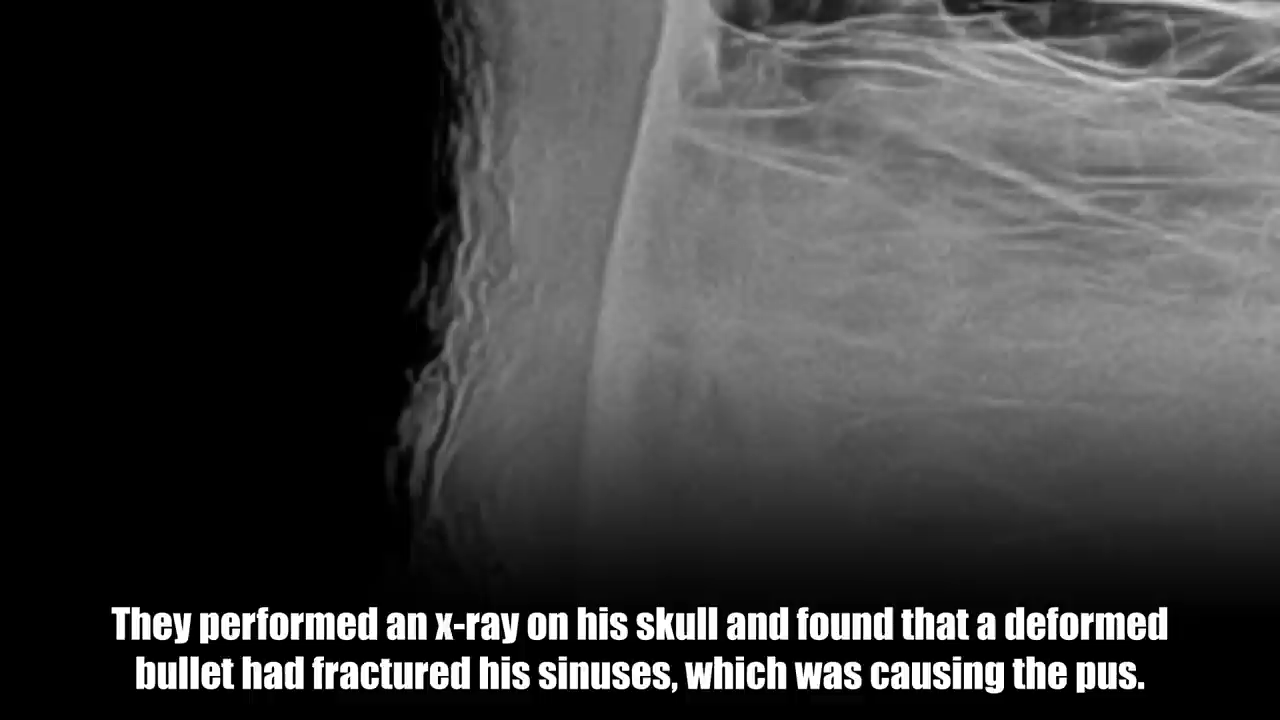 They performed an x-ray on his skull and found that a deformed
bullet had fractured his sinuses, which was causing the pus.